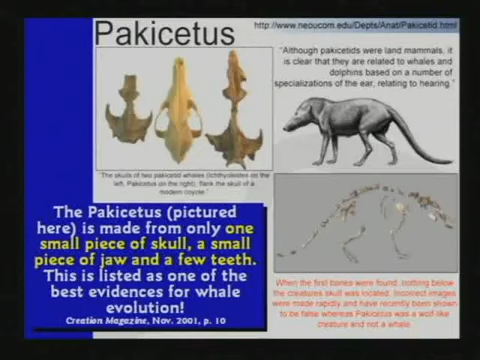 Pakicetus
http://www.neoucom.edu/Depts/Anat/Pakicetid.html
"Although pakicetids were land mammals, it
is clear that they are related to whales and
dolphins based on a number of
specializations of the ear, relating to hearing."
"The skulls of two pakicetid whales (Ichthyolestes on the
left, Pakicetus on the right), flank the skull of a
modern coyote."
The Pakicetus (pictured
here) is made from only one
small piece of skull, a small
piece of jaw and a few teeth.
This is listed as one of the
best evidences for whale
evolution!
Creation Magazine, Nov. 2001, p. 10
When the first bones were found, nothing below
the creatures skull was located. Incorrect images
were made rapidly and have recently been shown
to be false whereas Pakicetus was a wolf-like
creature and not a whale.